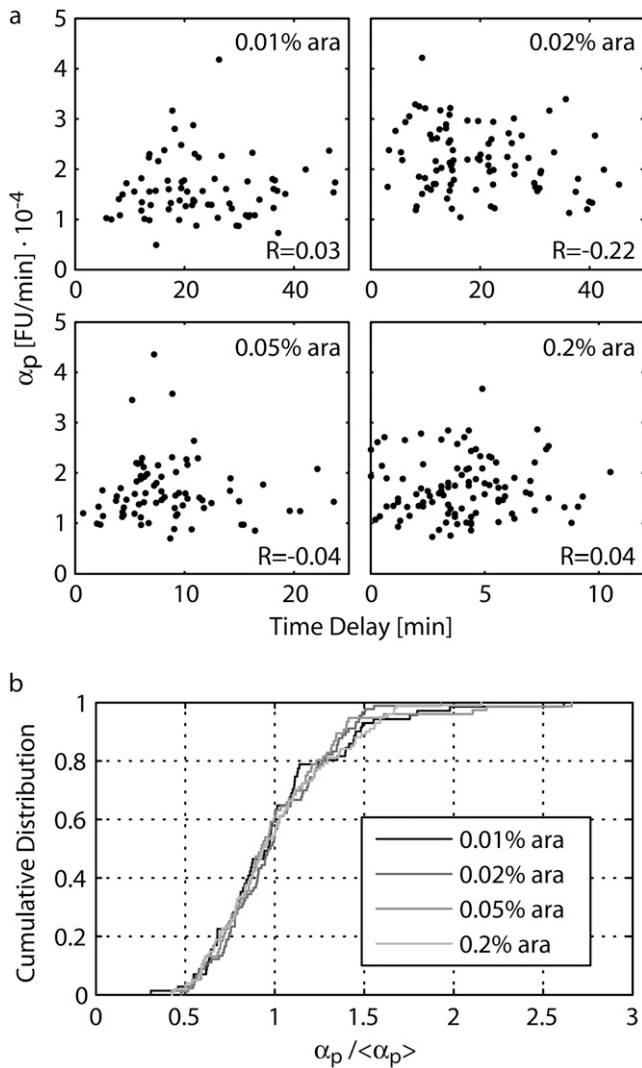 a
0.01% ara
0.02% ara
5
4
3
2
1
0
R=0.03
R=-0.22
20
40
0
20
40
αp [FU/min] · 10-4
0.05% ara
0.2% ara
5
4
3
2
1
0
R=-0.04
R=0.04
0
10
20
0
5
10
Time Delay [min]
b
1
0.8
0.6
0.4
0.2
0
Cumulative Distribution
0.01% ara
0.02% ara
0.05% ara
0.2% ara
0
0.5
1
1.5
2
2.5
3
αp / <αp>